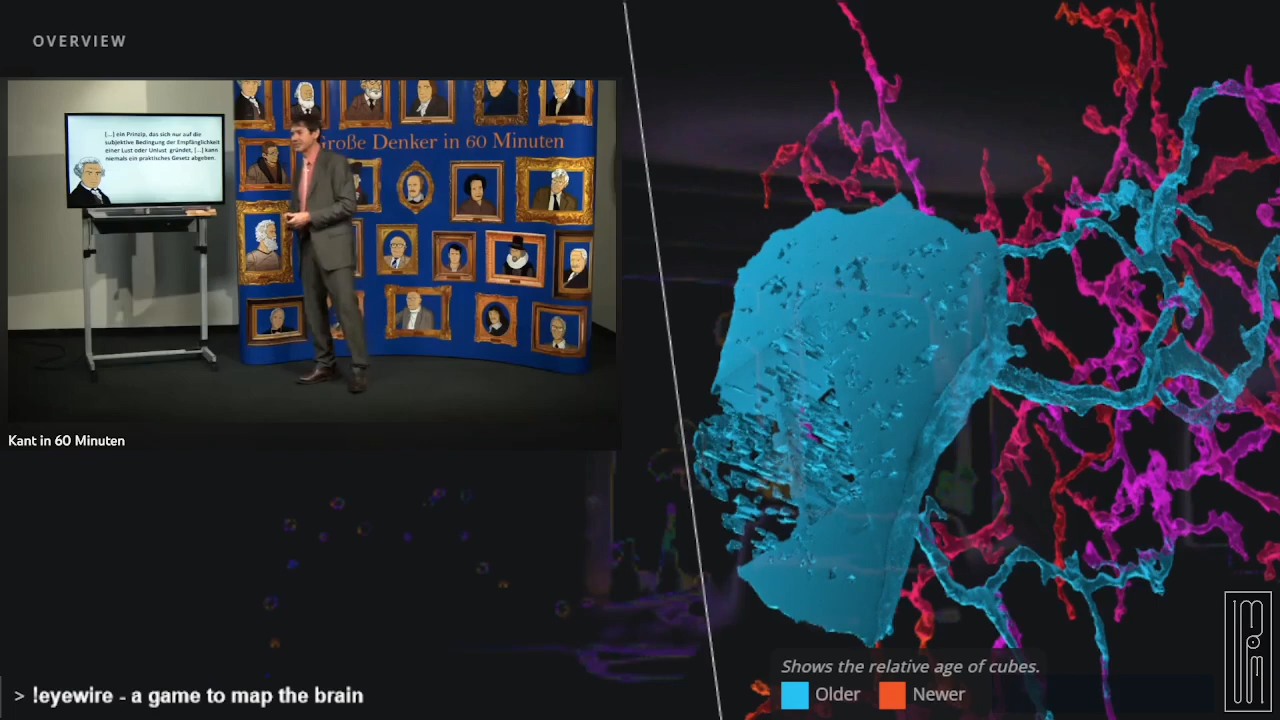 OVERVIEW
[...] ein Prinzip, das sich nur auf die
subjektive Bedingung der Empfänglichkeit
einer Lust oder Unlust gründet, [...] kann
niemals ein praktisches Gesetz abgeben.
Große Denker in 60 Minuten
Kant in 60 Minuten
> !eyewire - a game to map the brain
Shows the relative age of cubes.
Older Newer